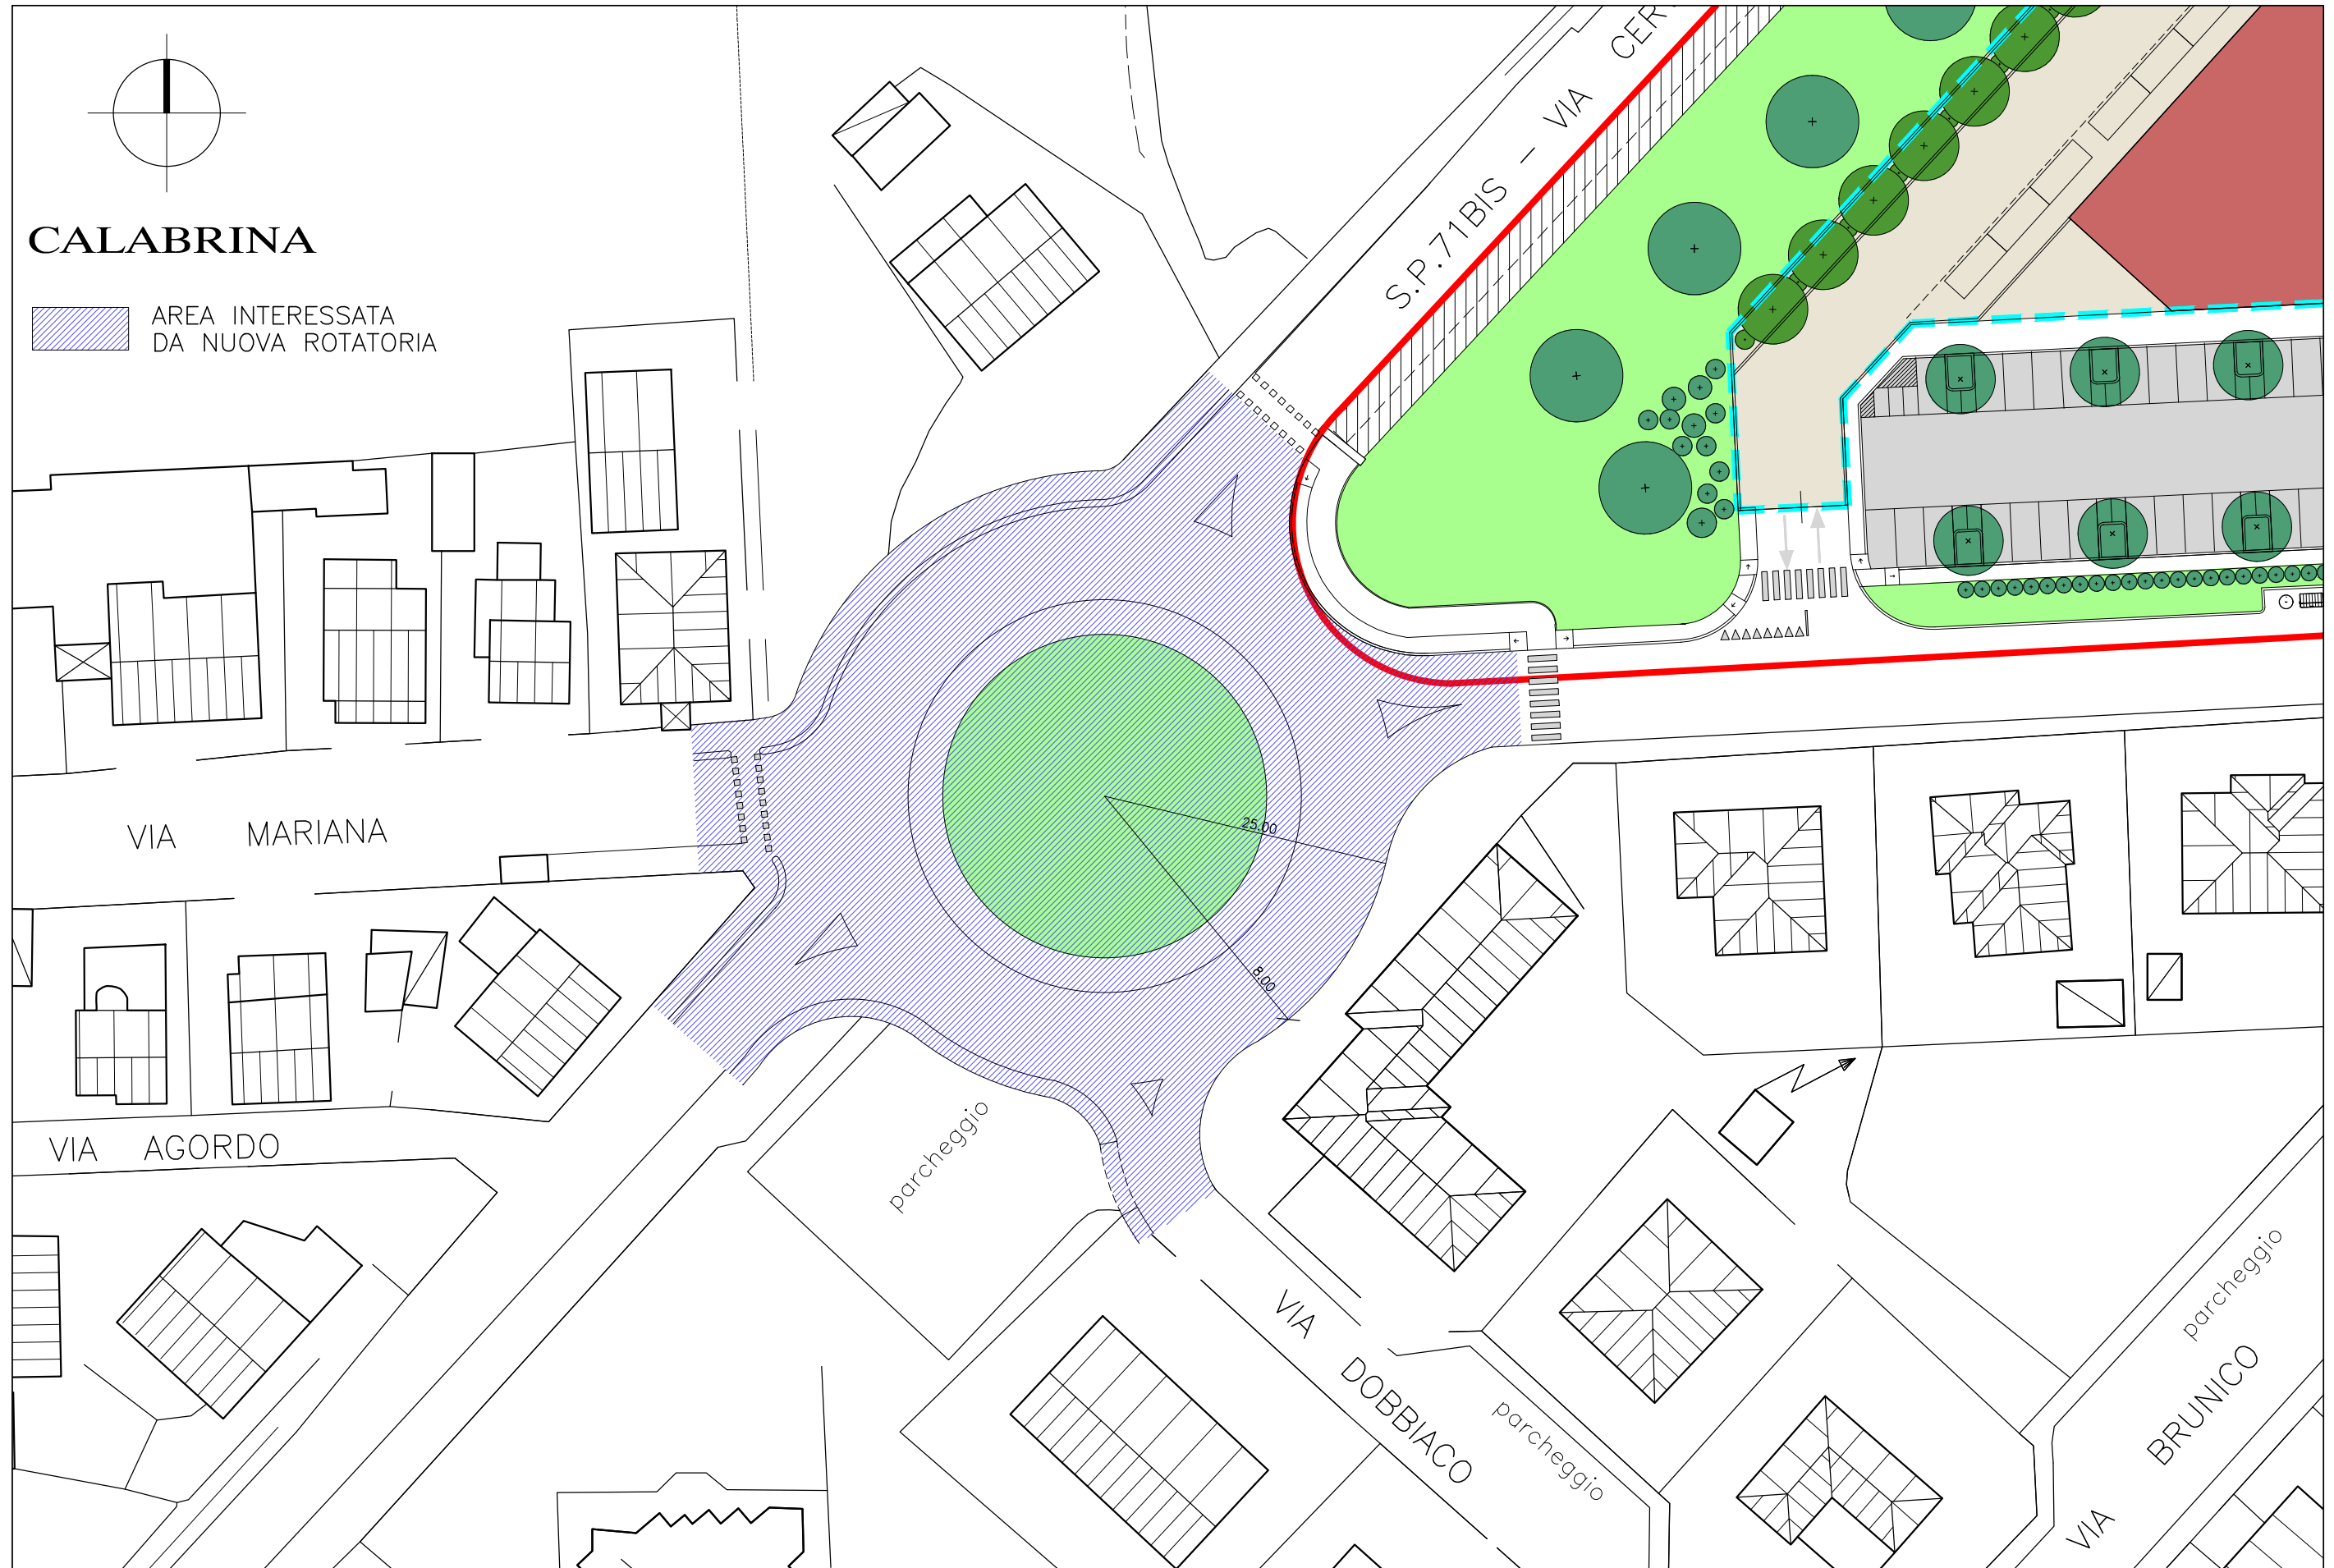 CALABRINA
AREA INTERESSATA
DA NUOVA ROTATORIA
S.P.71BIS - VIA
VIA MARIANA
25.00
8.00
VIA AGORDO
parcheggio
VIA DOBBIACO
parcheggio
parcheggio
VIA BRUNICO